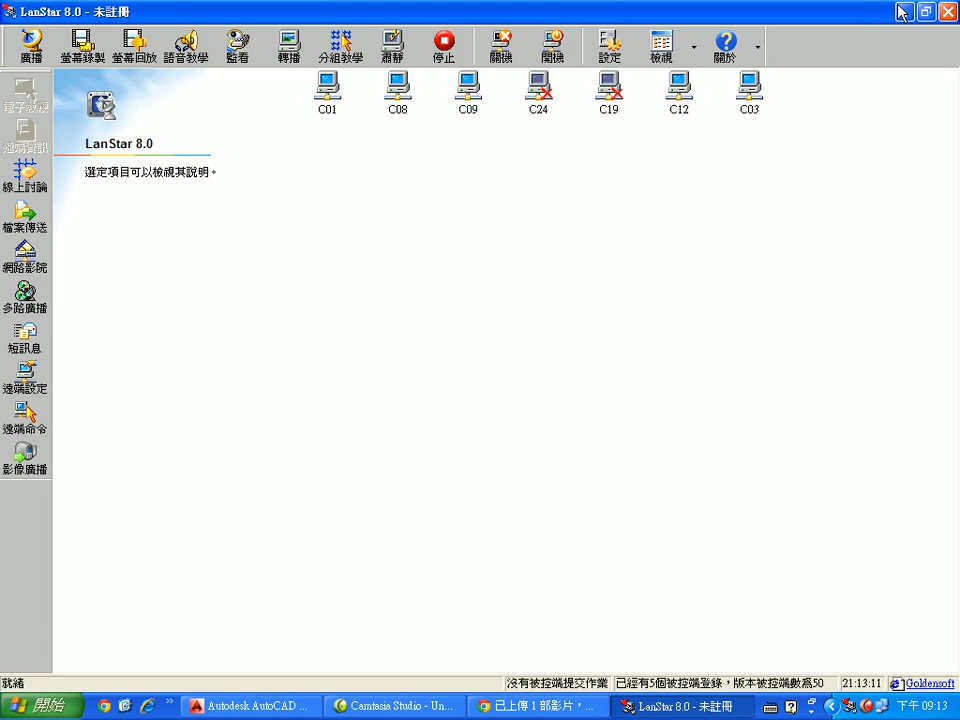 LanStar 8.0 - 未註冊
廣播 螢幕錄製 螢幕回放 語音教學 監看 轉播 分組教學 肅靜 停止 關機 開機 設定 檢視 關於
電子教鞭
遠端資訊
線上討論
檔案傳送
網路影院
多路廣播
短訊息
遠端設定
遠端命令
影像廣播
C01 C08 C09 C24 C19 C12 C03
LanStar 8.0
選定項目可以檢視其說明。
就緒 沒有被控端提交作業 已經有5個被控端登錄，版本被控端數為50 21:13:11 Goldensoft
開始 Autodesk AutoCAD ... Camtasia Studio - Un... 已上傳 1 部影片，... LanStar 8.0 - 未註冊 下午 09:13